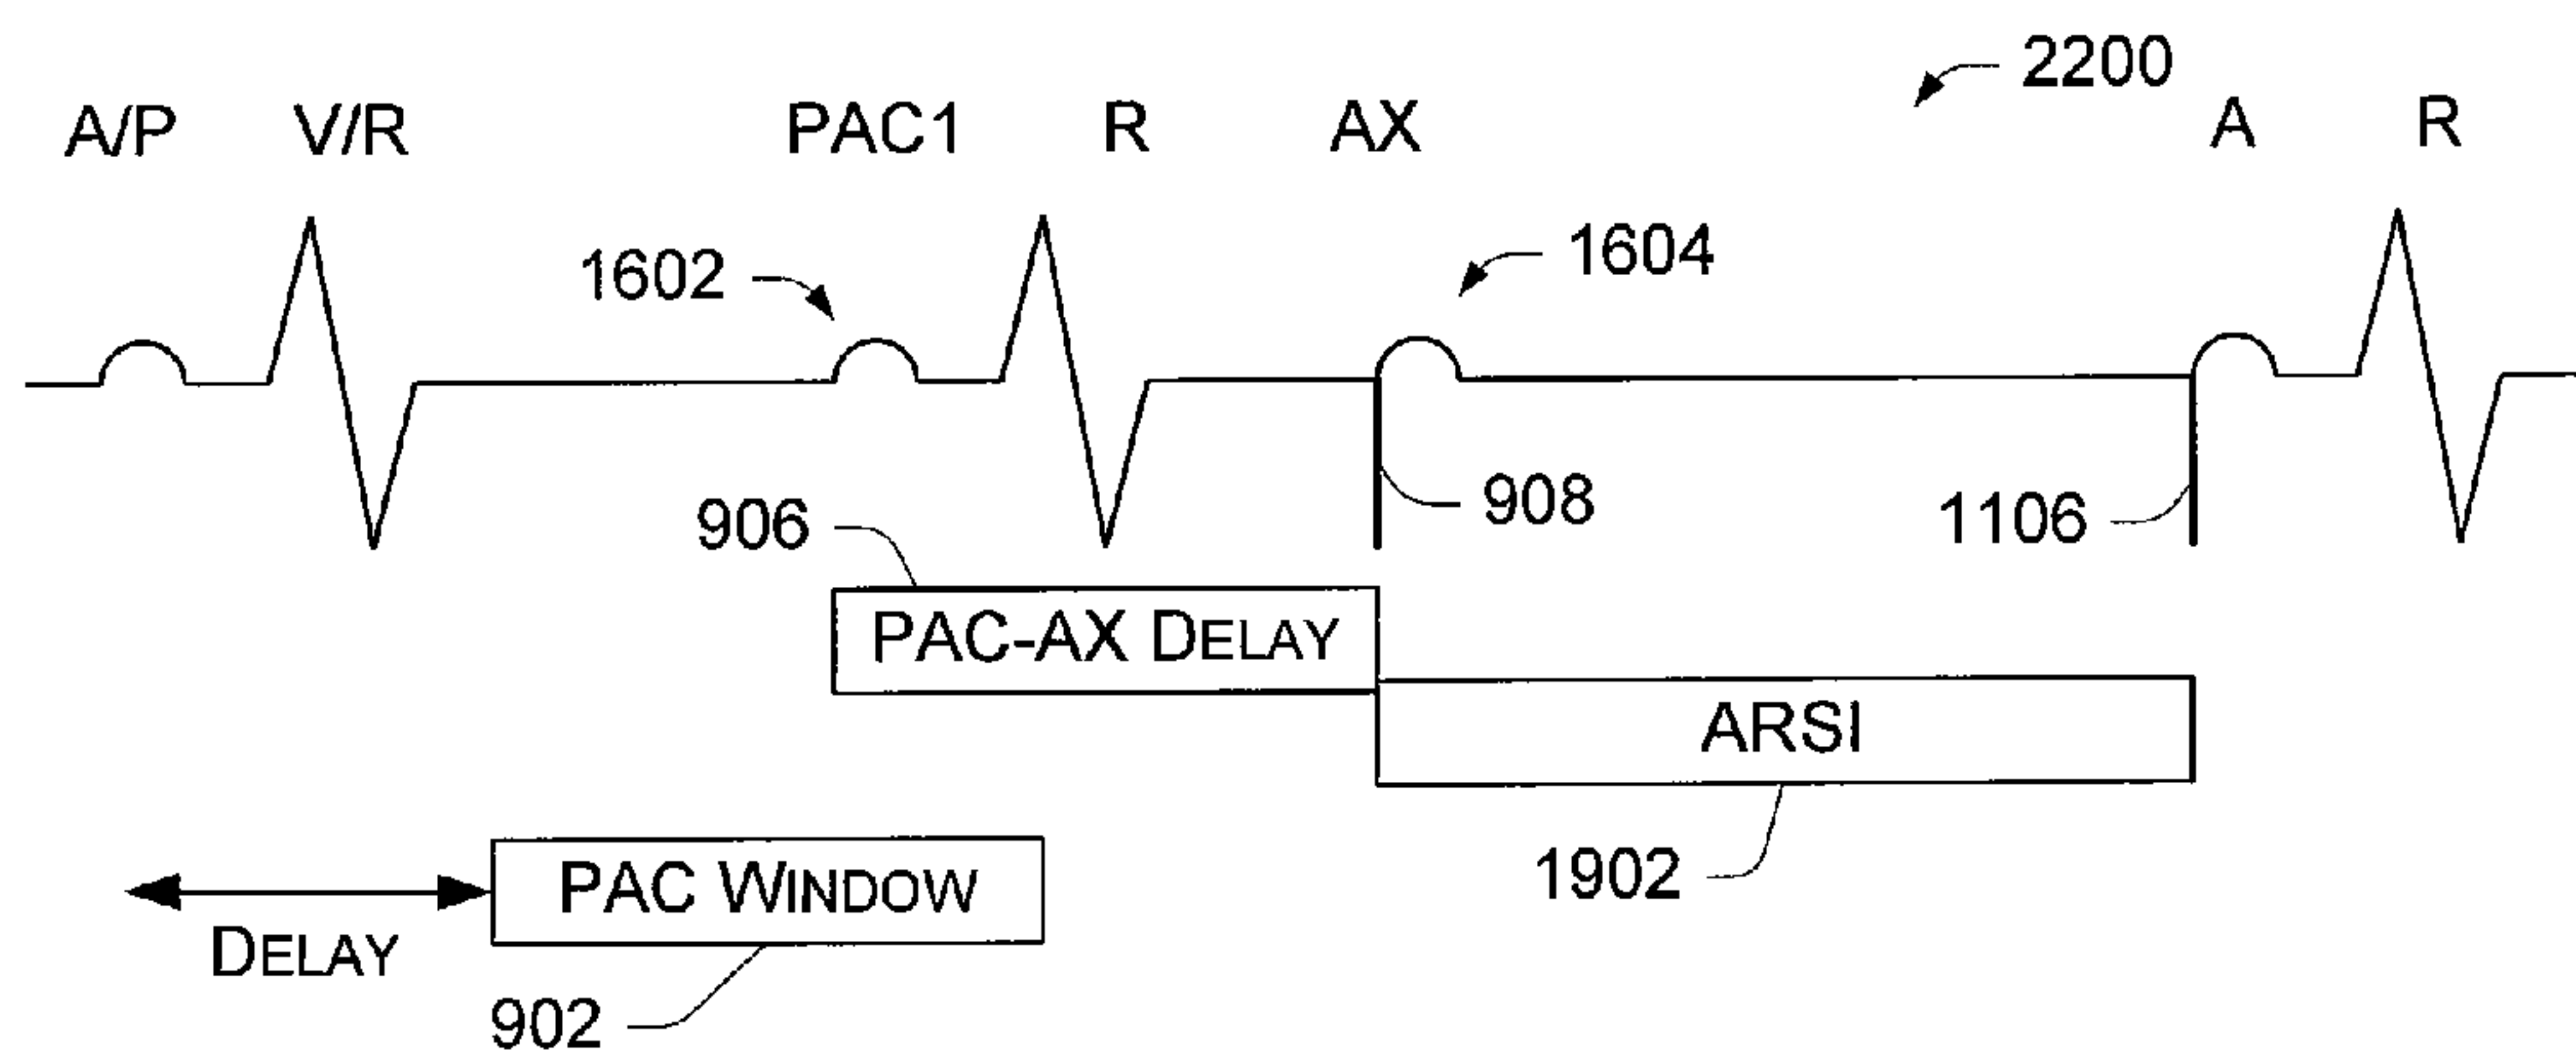 2200
A/P V/R PAC1 R AX A R
1602 1604
906 908 1106
PAC-AX DELAY
ARSI
PAC WINDOW 1902
DELAY
902